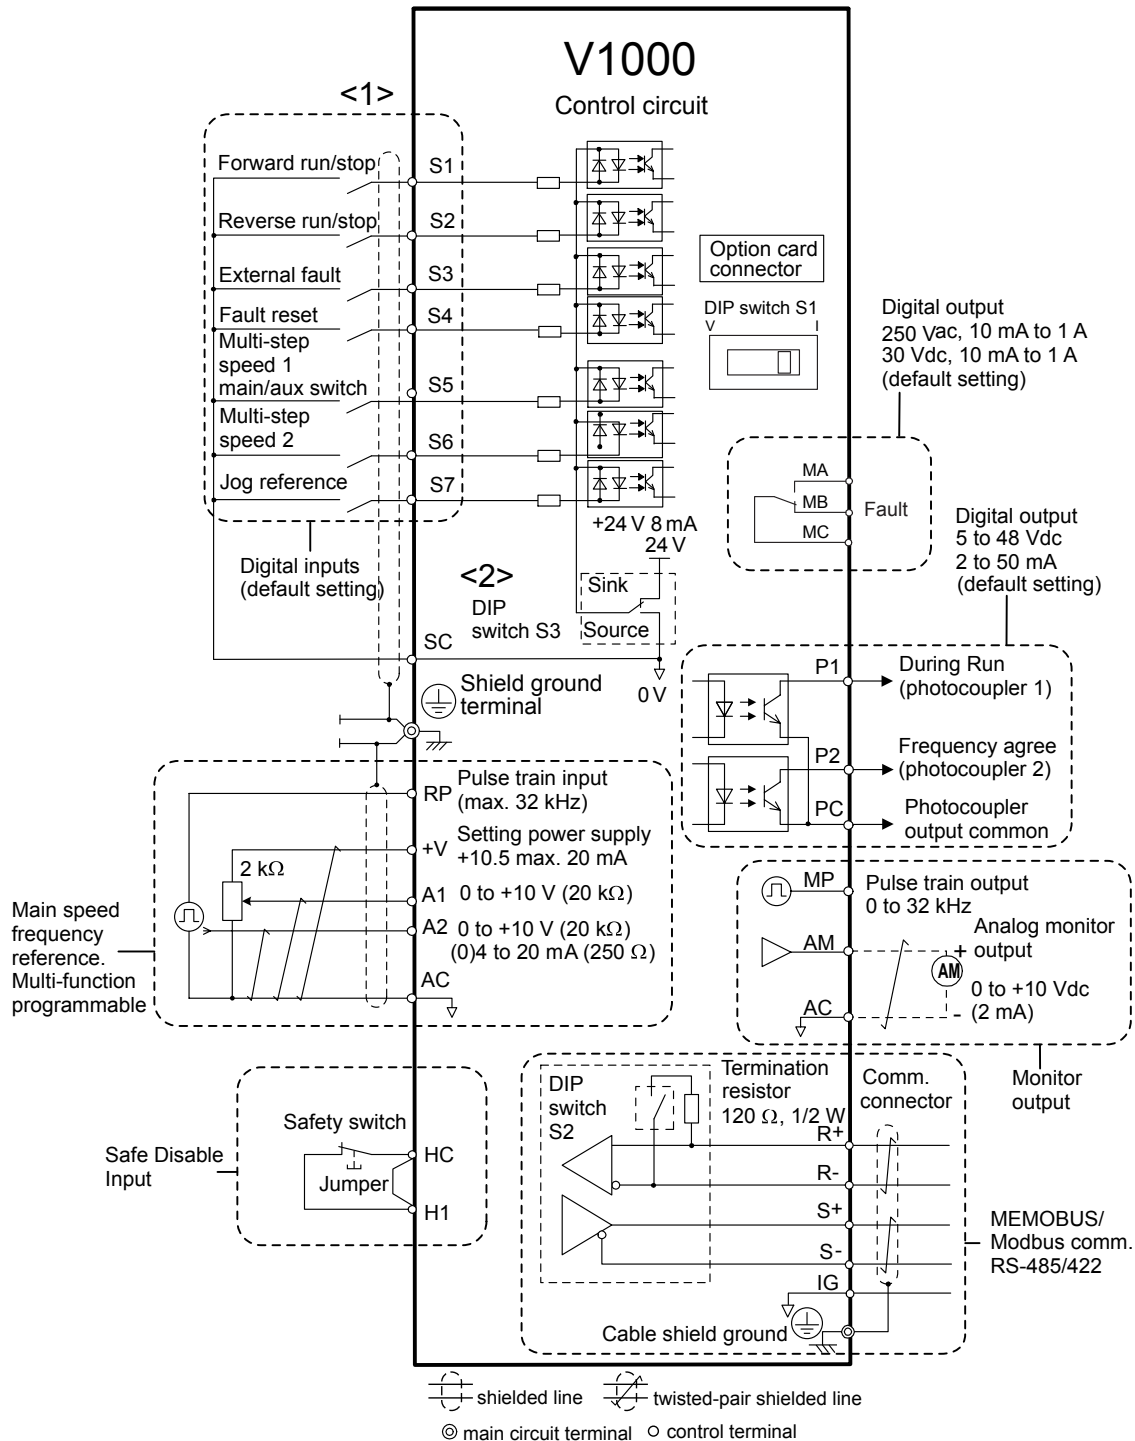 V1000
Control circuit
<1>
Forward run/stop
S1
Reverse run/stop
S2
External fault
S3
Fault reset
S4
Multi-step
speed 1
main/aux switch
S5
Multi-step
speed 2
S6
Jog reference
S7
Digital inputs
(default setting)
Option card
connector
DIP switch S1
V
I
+24 V 8 mA
24 V
<2>
DIP
switch S3
Sink
Source
SC
0 V
Shield ground
terminal
Digital output
250 Vac, 10 mA to 1 A
30 Vdc, 10 mA to 1 A
(default setting)
MA
MB
MC
Fault
Digital output
5 to 48 Vdc
2 to 50 mA
(default setting)
P1
During Run
(photocoupler 1)
P2
Frequency agree
(photocoupler 2)
PC
Photocoupler
output common
RP
Pulse train input
(max. 32 kHz)
+V
Setting power supply
+10.5 max. 20 mA
2 kΩ
A1
0 to +10 V (20 kΩ)
A2
0 to +10 V (20 kΩ)
(0)4 to 20 mA (250 Ω)
AC
Main speed
frequency
reference.
Multi-function
programmable
MP
Pulse train output
0 to 32 kHz
AM
Analog monitor
output
+
AM
-
0 to +10 Vdc
(2 mA)
AC
Monitor
output
Safe Disable
Input
Safety switch
Jumper
HC
H1
DIP
switch
S2
Termination
resistor
120 Ω, 1/2 W
Comm.
connector
R+
R-
S+
S-
IG
Cable shield ground
MEMOBUS/
Modbus comm.
RS-485/422
shielded line
twisted-pair shielded line
main circuit terminal
control terminal